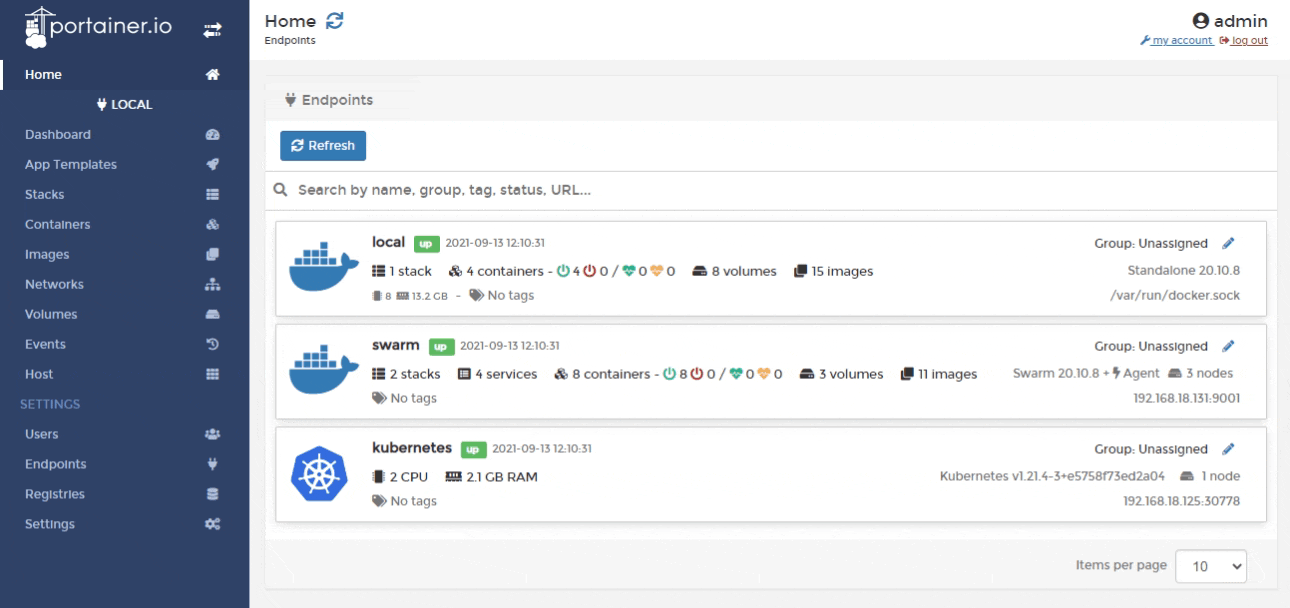 portainer.io
Home
LOCAL
Dashboard
App Templates
Stacks
Containers
Images
Networks
Volumes
Events
Host
SETTINGS
Users
Endpoints
Registries
Settings
Home
Endpoints
admin
my account log out
Endpoints
Refresh
Search by name, group, tag, status, URL...
local up 2021-09-13 12:10:31 Group: Unassigned
1 stack 4 containers - 4 0 / 0 0 8 volumes 15 images Standalone 20.10.8
8 13.2 GB - No tags /var/run/docker.sock
swarm up 2021-09-13 12:10:31 Group: Unassigned
2 stacks 4 services 8 containers - 8 0 / 0 0 3 volumes 11 images Swarm 20.10.8 + Agent 3 nodes
No tags 192.168.18.131:9001
kubernetes up 2021-09-13 12:10:31 Group: Unassigned
2 CPU 2.1 GB RAM Kubernetes v1.21.4-3+e5758f73ed2a04 1 node
No tags 192.168.18.125:30778
Items per page 10